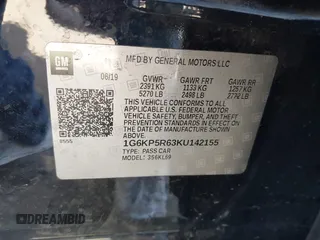 GM
MFD BY GENERAL MOTORS LLC
06/19
GVWR GAWR FRT GAWR RR
2391 KG 1133 KG 1257 KG
5270 LB 2498 LB 2772 LB
THIS VEHICLE CONFORMS TO ALL APPLICABLE
U.S. FEDERAL MOTOR VEHICLE
SAFETY, BUMPER, AND THEFT
PREVENTION STANDARDS IN EFFECT ON
THE DATE OF MANUFACTURE SHOWN ABOVE.
1G6KP5R63KU142155
TYPE: PASS CAR
MODEL: 3S6KL69
DREAMBID